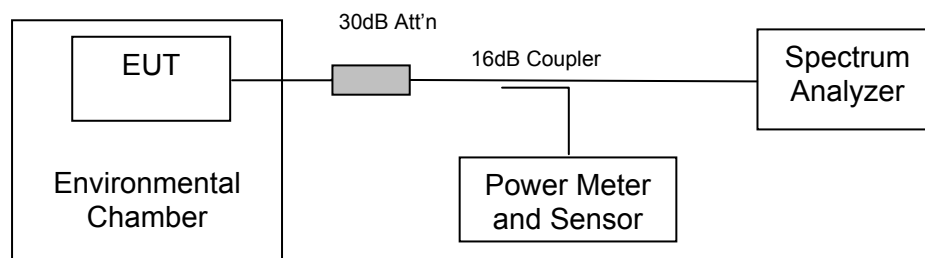 30dB Att'n
EUT
16dB Coupler
Spectrum
Analyzer
Environmental
Chamber
Power Meter
and Sensor